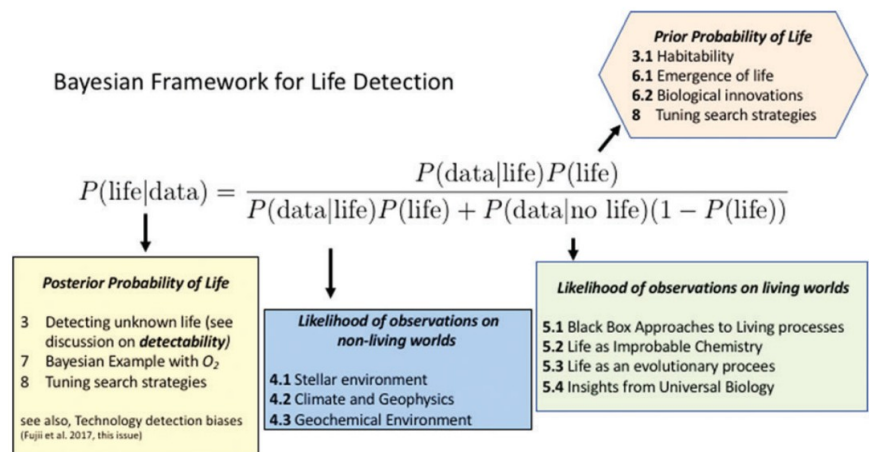 Prior Probability of Life
3.1 Habitability
6.1 Emergence of life
6.2 Biological innovations
8 Tuning search strategies
Bayesian Framework for Life Detection
P(life|data) = P(data|life)P(life) / P(data|life)P(life) + P(data|no life)(1 − P(life))
Posterior Probability of Life
3 Detecting unknown life (see
discussion on detectability)
7 Bayesian Example with O₂
8 Tuning search strategies
see also, Technology detection biases
(Fujii et al. 2017, this issue)
Likelihood of observations on
non-living worlds
4.1 Stellar environment
4.2 Climate and Geophysics
4.3 Geochemical Environment
Likelihood of observations on living worlds
5.1 Black Box Approaches to Living processes
5.2 Life as Improbable Chemistry
5.3 Life as an evolutionary procees
5.4 Insights from Universal Biology